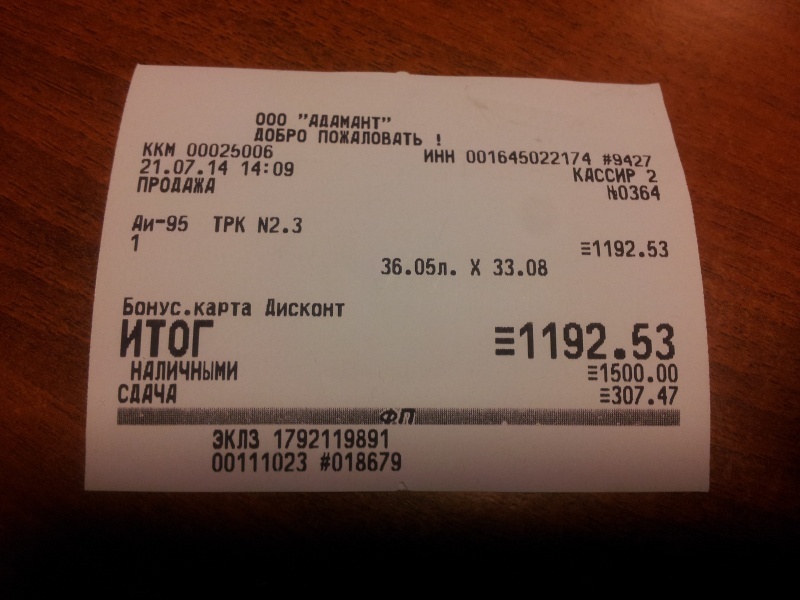 ООО "АДАМАНТ"
ДОБРО ПОЖАЛОВАТЬ !
ККМ 00025006 ИНН 001645022174 #9427
21.07.14 14:09 КАССИР 2
ПРОДАЖА №0364
Аи-95 ТРК N2.3
1 ≡1192.53
36.05л. X 33.08
Бонус.карта Дисконт
ИТОГ ≡1192.53
НАЛИЧНЫМИ ≡1500.00
СДАЧА ≡307.47
ФП
ЭКЛЗ 1792119891
00111023 #018679